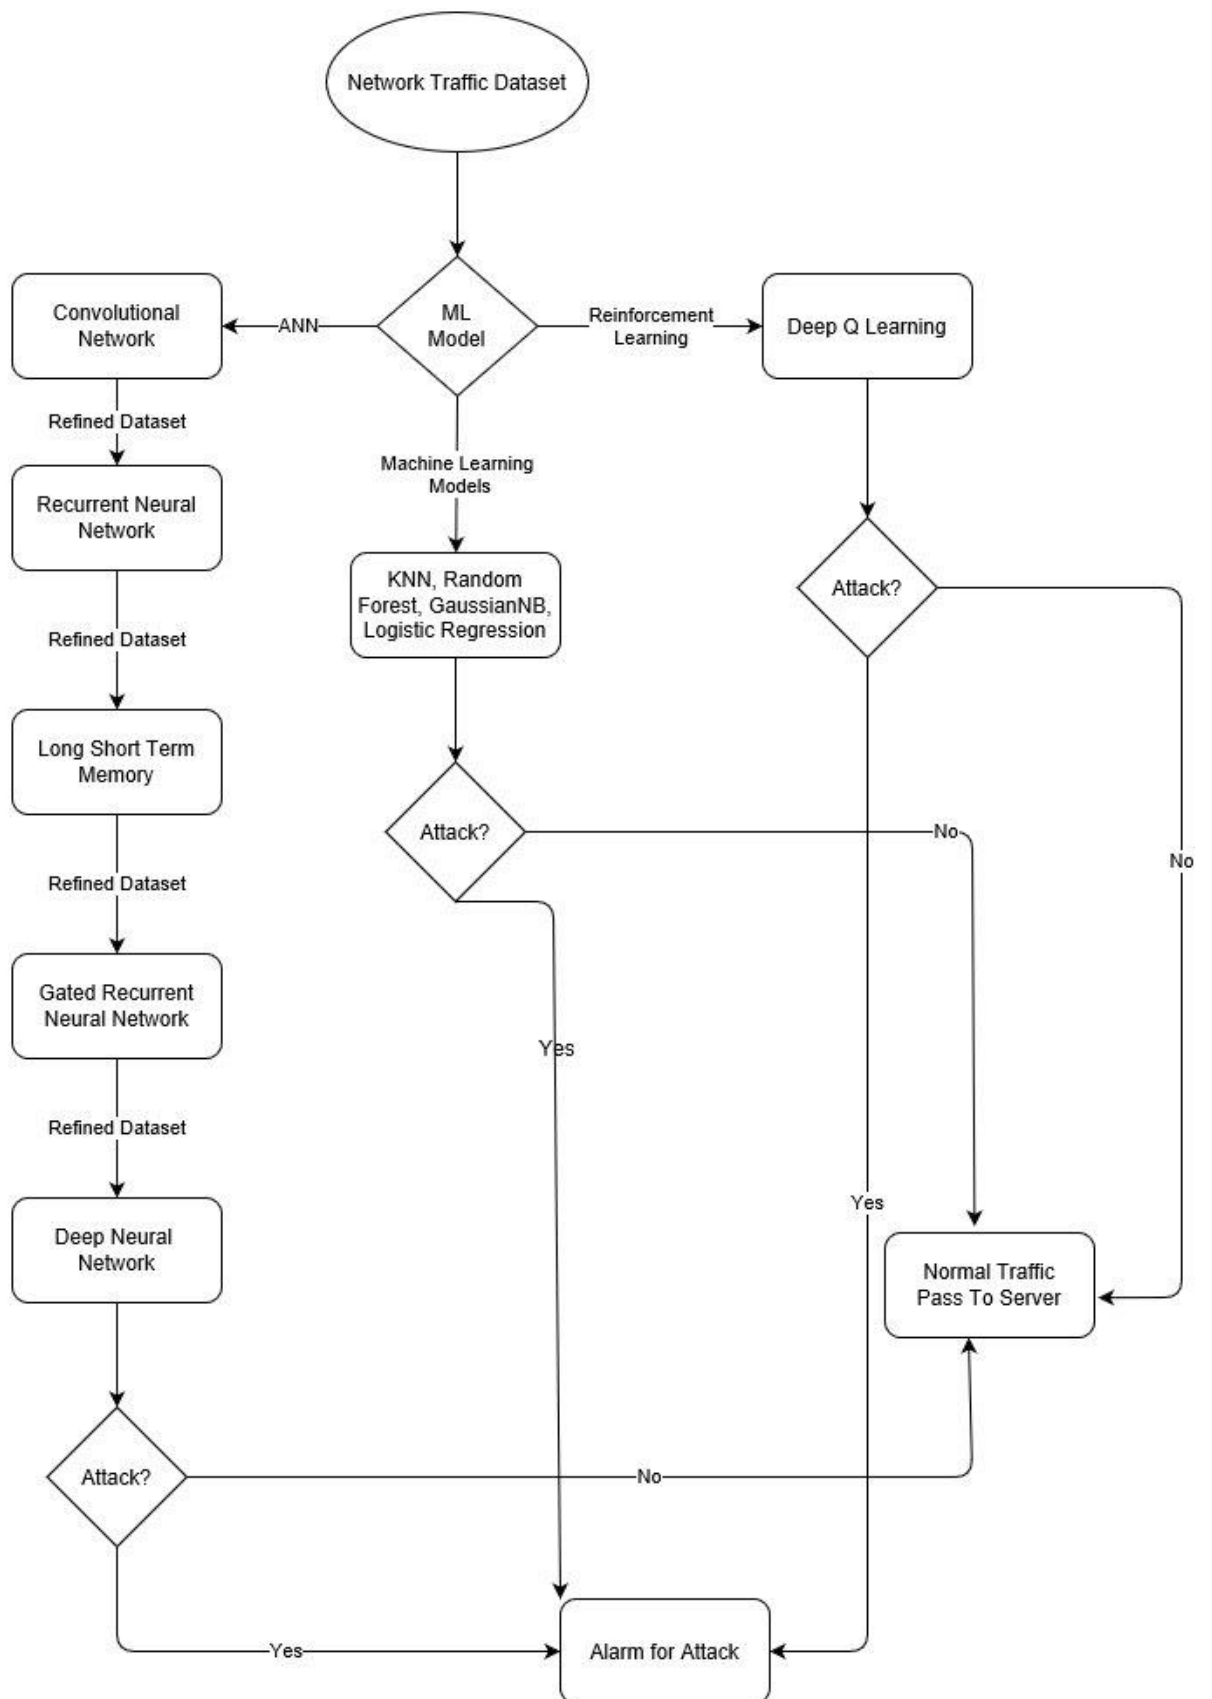 Network Traffic Dataset
Convolutional
Network
ANN
ML
Model
Reinforcement
Learning
Deep Q Learning
Refined Dataset
Machine Learning
Models
Recurrent Neural
Network
KNN, Random
Forest, GaussianNB,
Logistic Regression
Attack?
Refined Dataset
Long Short Term
Memory
Attack?
No
No
Refined Dataset
Gated Recurrent
Neural Network
Yes
Refined Dataset
Yes
Deep Neural
Network
Normal Traffic
Pass To Server
Attack?
No
Yes
Alarm for Attack